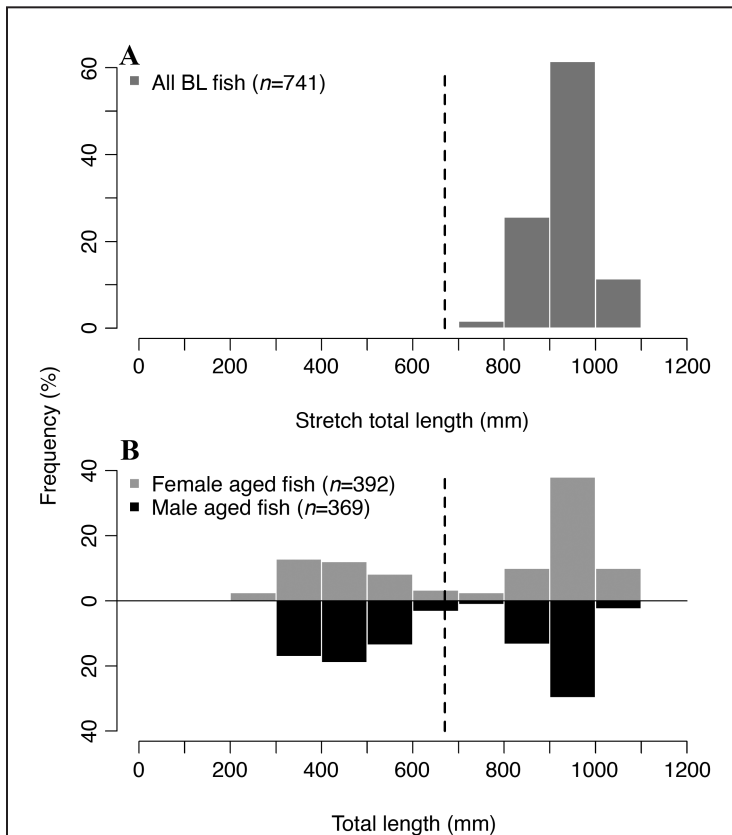 A
All BL fish (n=741)
60
40
20
0
0 200 400 600 800 1000 1200
Stretch total length (mm)
Frequency (%)
B
Female aged fish (n=392)
Male aged fish (n=369)
40
20
0
20
40
0 200 400 600 800 1000 1200
Total length (mm)